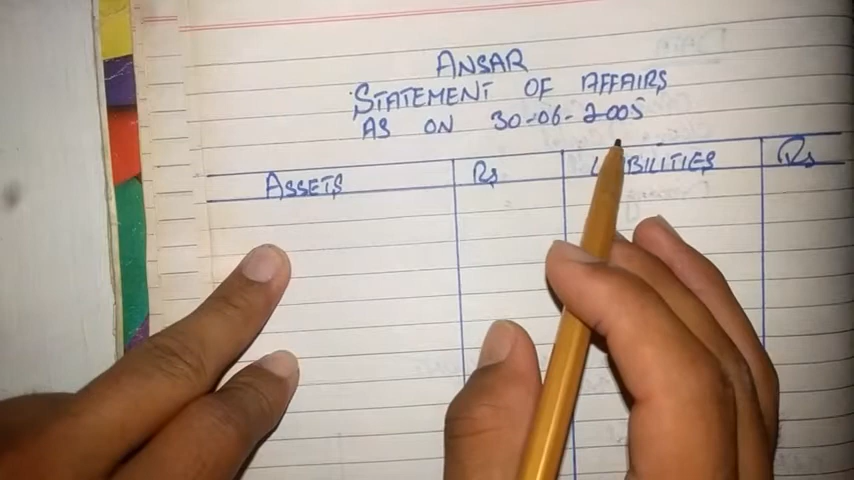 ANSAR
STATEMENT OF AFFAIRS
AS ON 30-06-2005
ASSETS Rs LIABILITIES Rs